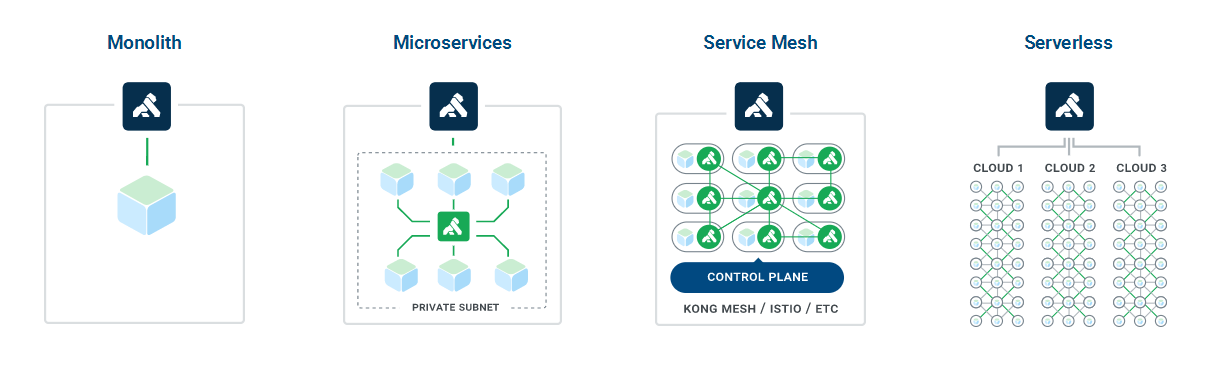 Monolith
Microservices
Service Mesh
Serverless
PRIVATE SUBNET
CONTROL PLANE
KONG MESH / ISTIO / ETC
CLOUD 1
CLOUD 2
CLOUD 3